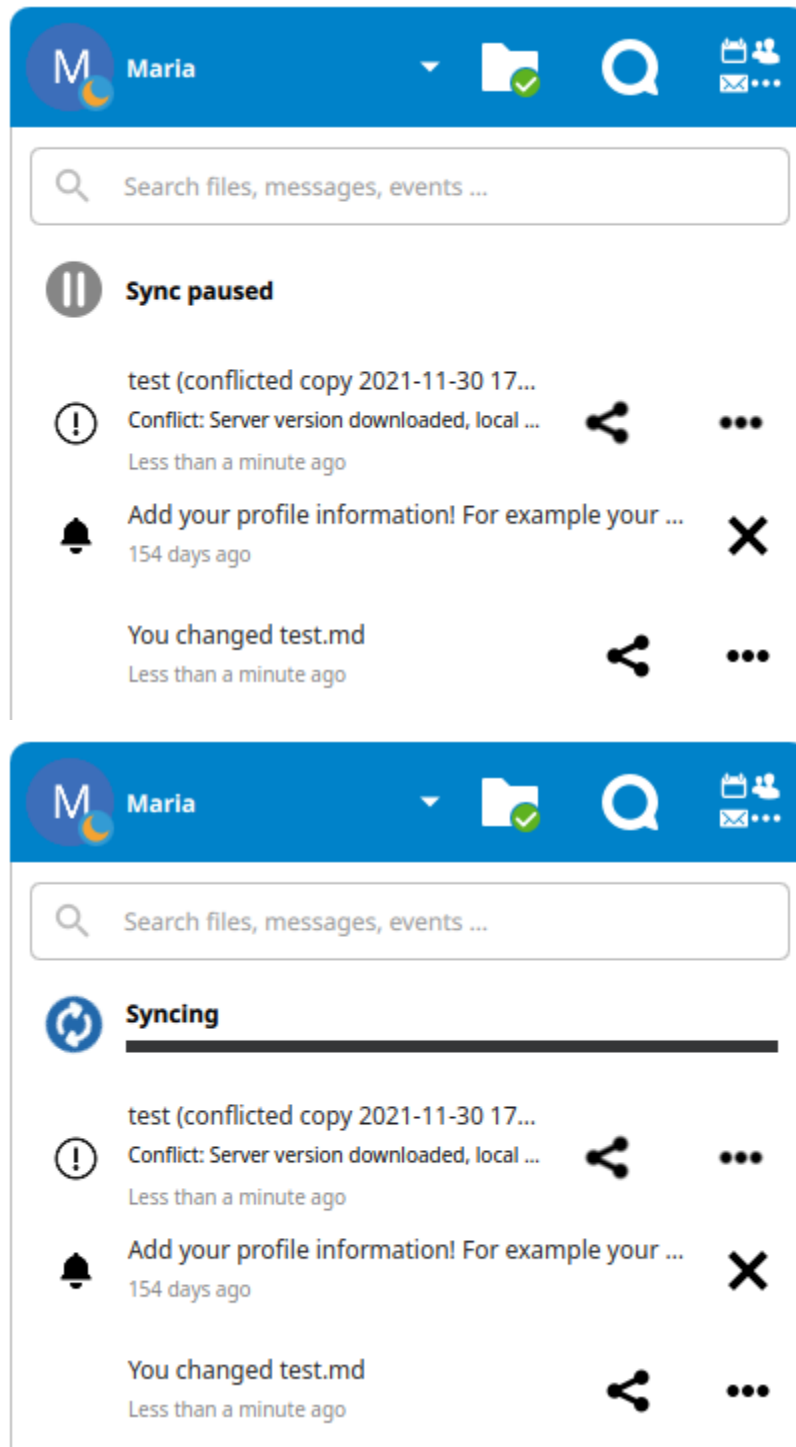 M Maria
Search files, messages, events ...
Sync paused
test (conflicted copy 2021-11-30 17...
Conflict: Server version downloaded, local ...
Less than a minute ago
Add your profile information! For example your ...
154 days ago
You changed test.md
Less than a minute ago
M Maria
Search files, messages, events ...
Syncing
test (conflicted copy 2021-11-30 17...
Conflict: Server version downloaded, local ...
Less than a minute ago
Add your profile information! For example your ...
154 days ago
You changed test.md
Less than a minute ago